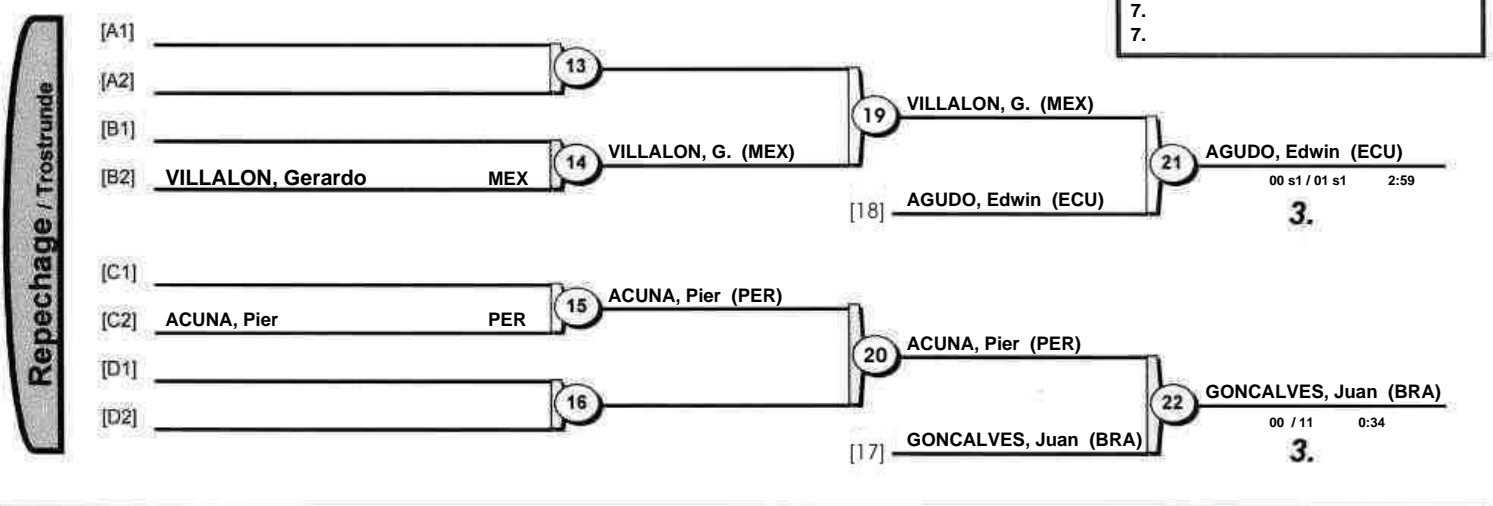 7.
7.
Repechage / Trostrunde
[A1]
13
[A2]
19
VILLALON, G. (MEX)
[B1]
14
VILLALON, G. (MEX)
21
AGUDO, Edwin (ECU)
[B2]
VILLALON, Gerardo MEX
00 s1 / 01 s1 2:59
[18]
AGUDO, Edwin (ECU)
3.
[C1]
15
ACUNA, Pier (PER)
[C2]
ACUNA, Pier PER
20
ACUNA, Pier (PER)
[D1]
16
22
GONCALVES, Juan (BRA)
[D2]
00 / 11 0:34
[17]
GONCALVES, Juan (BRA)
3.